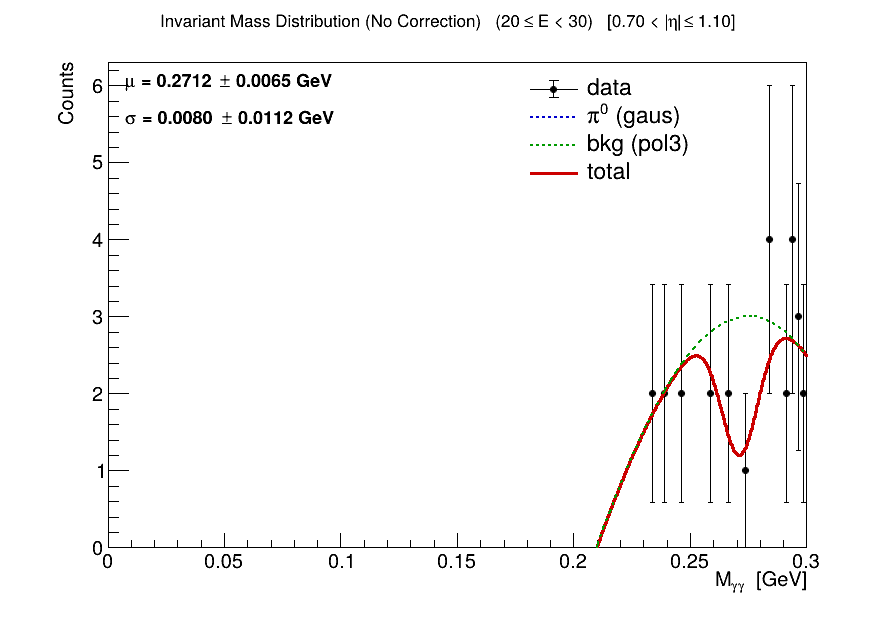 Invariant Mass Distribution (No Correction) (20 ≤ E < 30) [0.70 < |η| ≤ 1.10]
μ = 0.2712 ± 0.0065 GeV
σ = 0.0080 ± 0.0112 GeV
data
π⁰ (gaus)
bkg (pol3)
total
Counts
6
5
4
3
2
1
0
0 0.05 0.1 0.15 0.2 0.25 0.3
Mγγ [GeV]